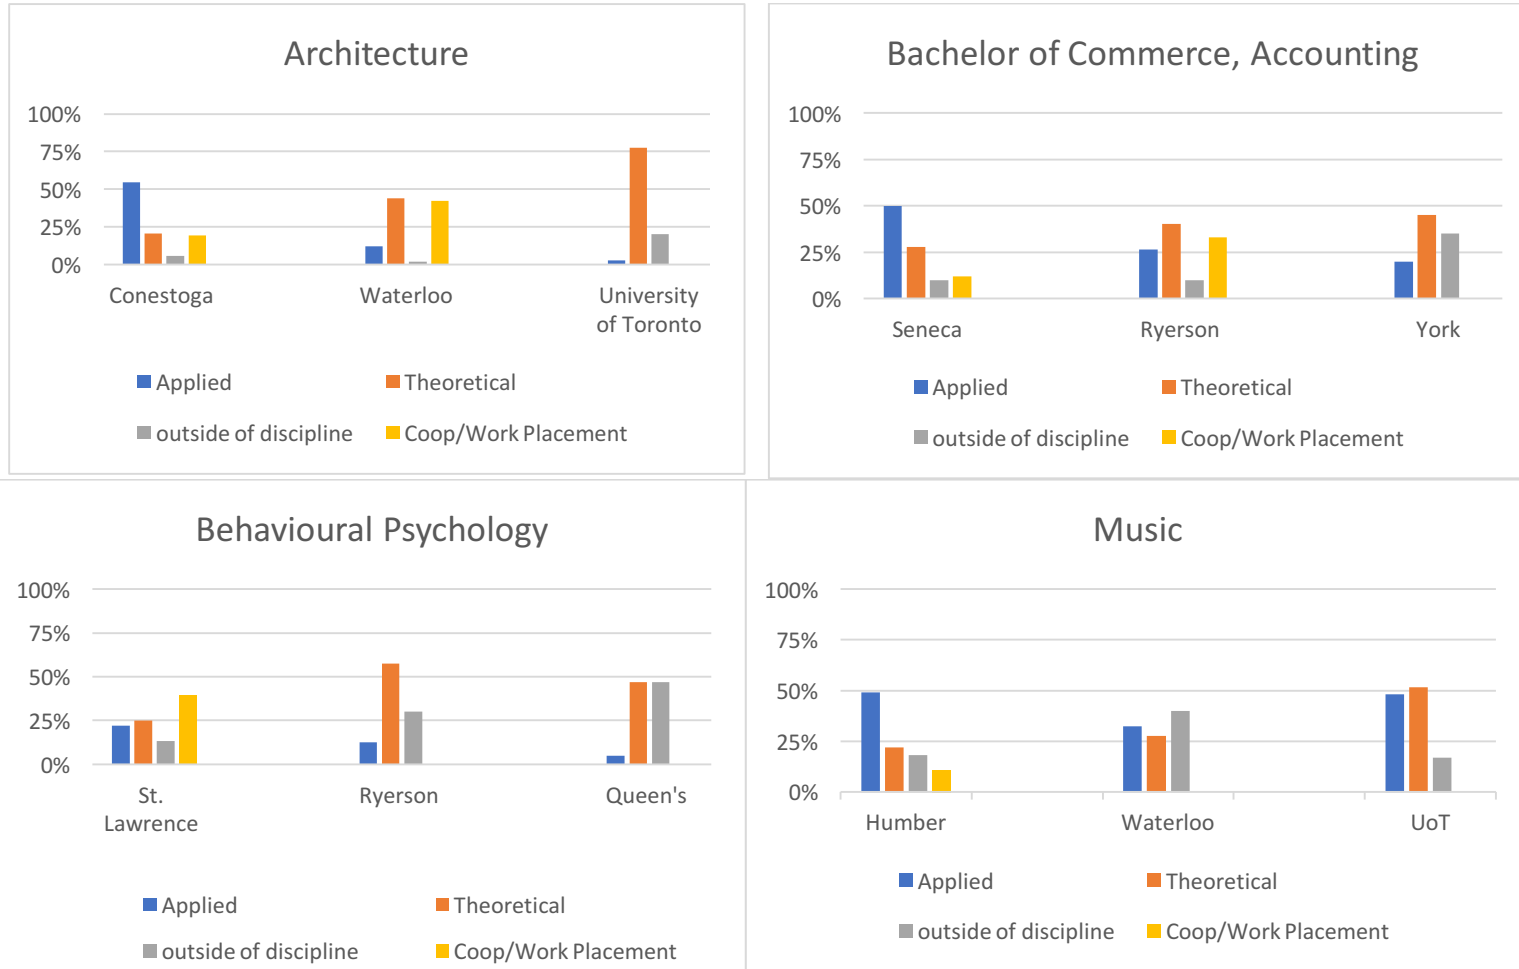 Architecture
100%
75%
50%
25%
0%
Conestoga
Waterloo
University
of Toronto
Applied
Theoretical
outside of discipline
Coop/Work Placement
Bachelor of Commerce, Accounting
100%
75%
50%
25%
0%
Seneca
Ryerson
York
Applied
Theoretical
outside of discipline
Coop/Work Placement
Behavioural Psychology
100%
75%
50%
25%
0%
St.
Lawrence
Ryerson
Queen's
Applied
Theoretical
outside of discipline
Coop/Work Placement
Music
100%
75%
50%
25%
0%
Humber
Waterloo
UoT
Applied
Theoretical
outside of discipline
Coop/Work Placement